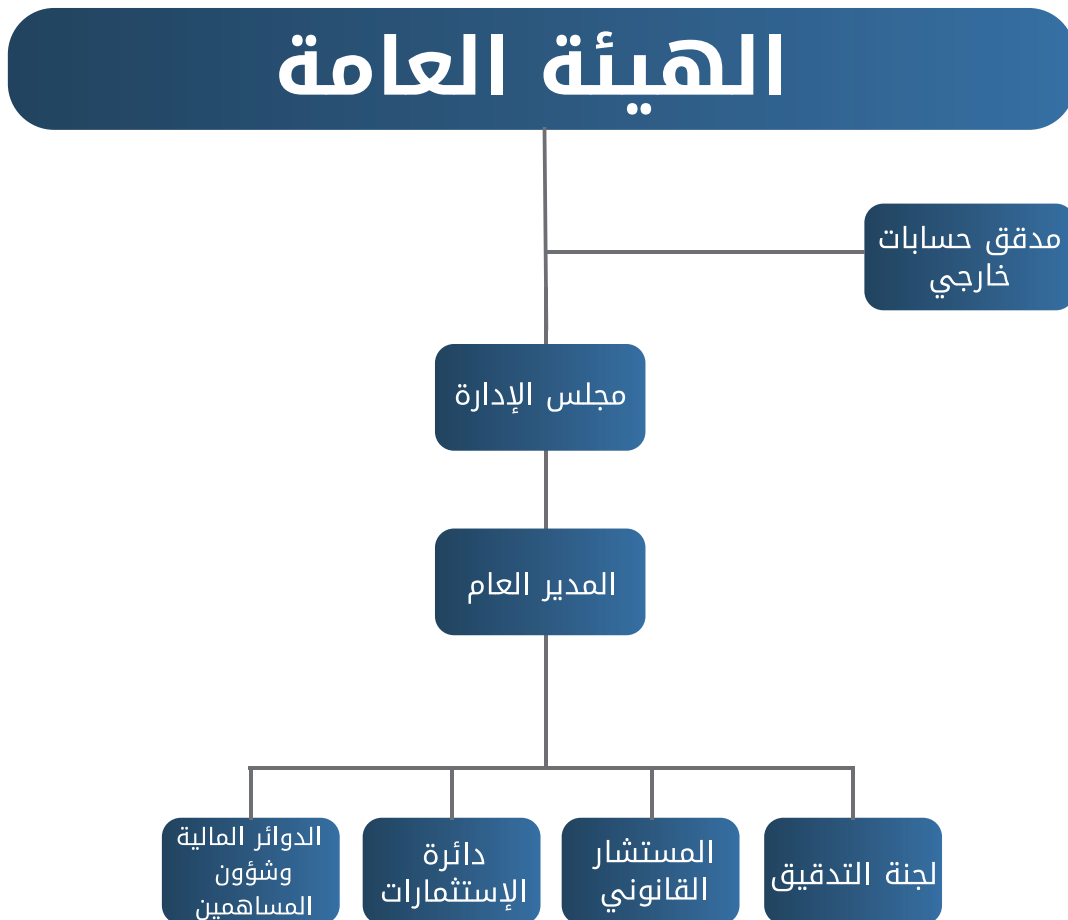 الهيئة العامة
مدقق حسابات
خارجي
مجلس الإدارة
المدير العام
لجنة التدقيق
المستشار
القانوني
دائرة
الإستثمارات
الدوائر المالية
وشؤون
المساهمين